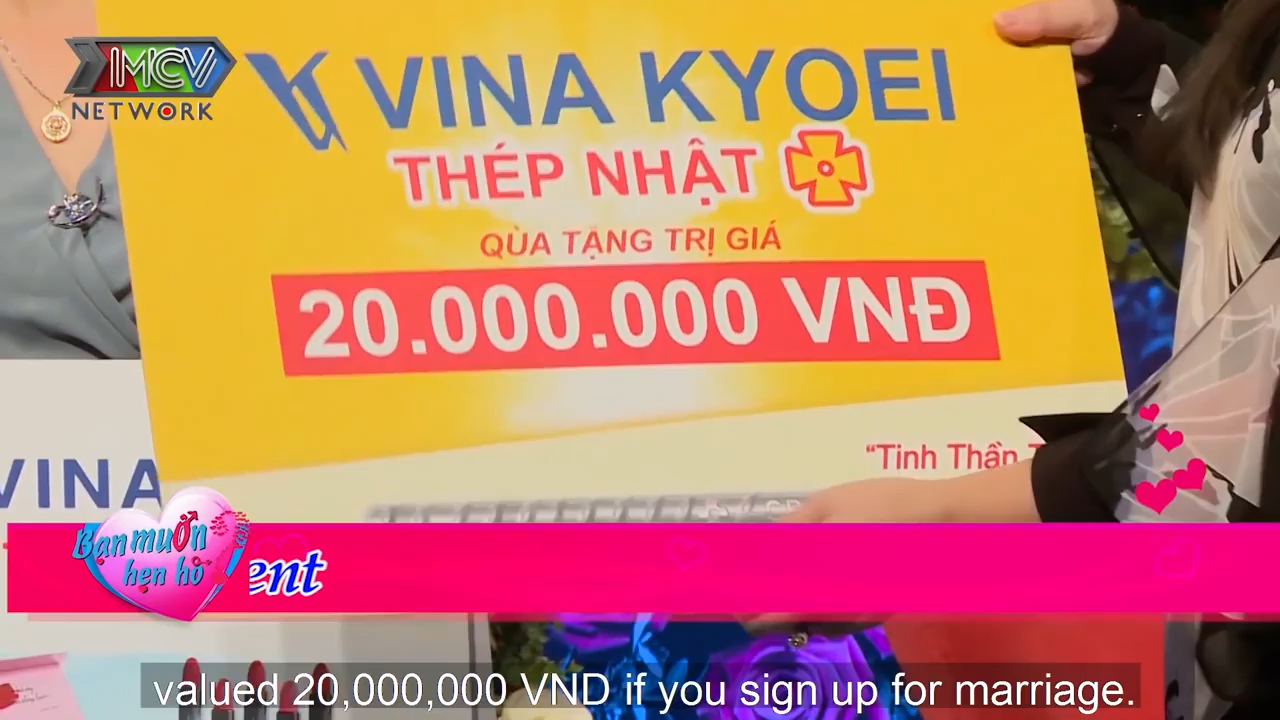 MCV
NETWORK
VINA KYOEI
THÉP NHẬT
QÙA TẶNG TRỊ GIÁ
20.000.000 VNĐ
“Tinh Thần
VINA
Bạn muốn
hẹn hò
ent
valued 20,000,000 VND if you sign up for marriage.